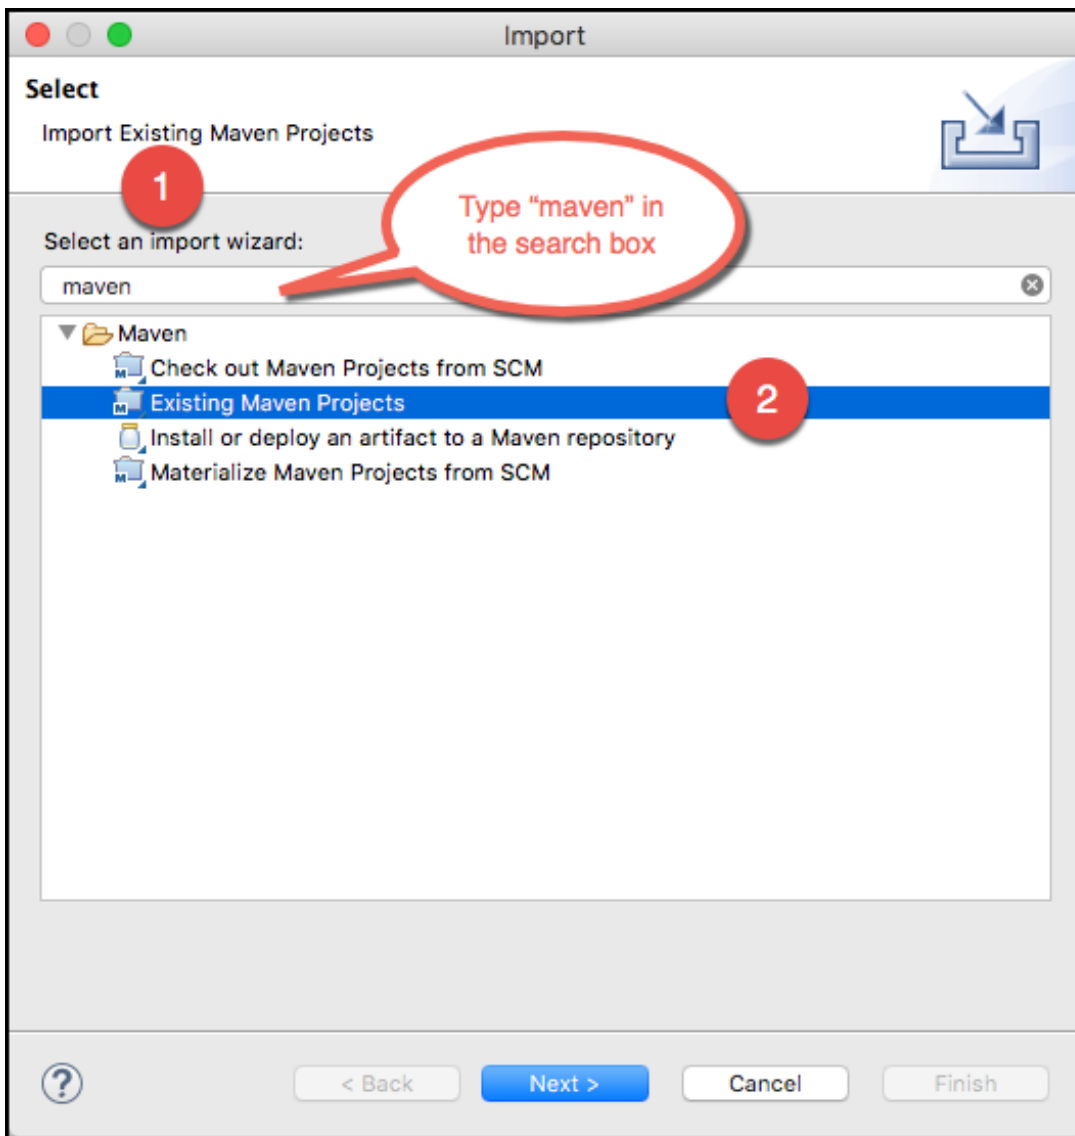 Import
Select
Import Existing Maven Projects
1
Type “maven” in
the search box
Select an import wizard:
maven
Maven
Check out Maven Projects from SCM
Existing Maven Projects
2
Install or deploy an artifact to a Maven repository
Materialize Maven Projects from SCM
?
< Back
Next >
Cancel
Finish